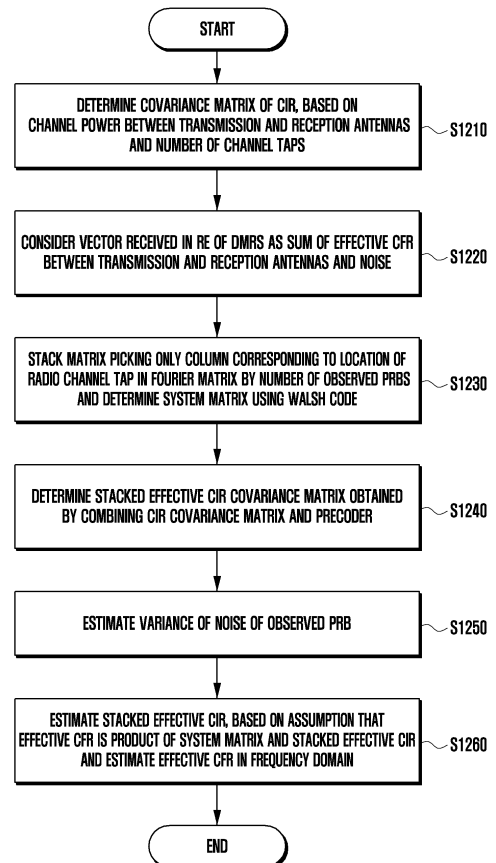 START
DETERMINE COVARIANCE MATRIX OF CIR, BASED ON
CHANNEL POWER BETWEEN TRANSMISSION AND RECEPTION ANTENNAS
AND NUMBER OF CHANNEL TAPS
S1210
CONSIDER VECTOR RECEIVED IN RE OF DMRS AS SUM OF EFFECTIVE CFR
BETWEEN TRANSMISSION AND RECEPTION ANTENNAS AND NOISE
S1220
STACK MATRIX PICKING ONLY COLUMN CORRESPONDING TO LOCATION OF
RADIO CHANNEL TAP IN FOURIER MATRIX BY NUMBER OF OBSERVED PRBS
AND DETERMINE SYSTEM MATRIX USING WALSH CODE
S1230
DETERMINE STACKED EFFECTIVE CIR COVARIANCE MATRIX OBTAINED
BY COMBINING CIR COVARIANCE MATRIX AND PRECODER
S1240
ESTIMATE VARIANCE OF NOISE OF OBSERVED PRB
S1250
ESTIMATE STACKED EFFECTIVE CIR, BASED ON ASSUMPTION THAT
EFFECTIVE CFR IS PRODUCT OF SYSTEM MATRIX AND STACKED EFFECTIVE CIR
AND ESTIMATE EFFECTIVE CFR IN FREQUENCY DOMAIN
S1260
END